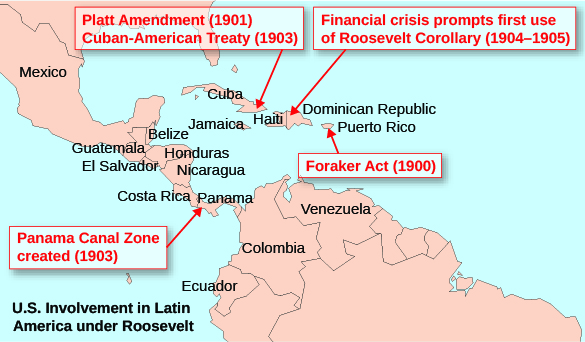 Platt Amendment (1901)
Cuban-American Treaty (1903)
Financial crisis prompts first use
of Roosevelt Corollary (1904–1905)
Mexico
Cuba
Jamaica
Haiti
Dominican Republic
Puerto Rico
Belize
Guatemala
Honduras
El Salvador
Nicaragua
Foraker Act (1900)
Costa Rica
Panama
Venezuela
Panama Canal Zone
created (1903)
Colombia
Ecuador
U.S. Involvement in Latin
America under Roosevelt